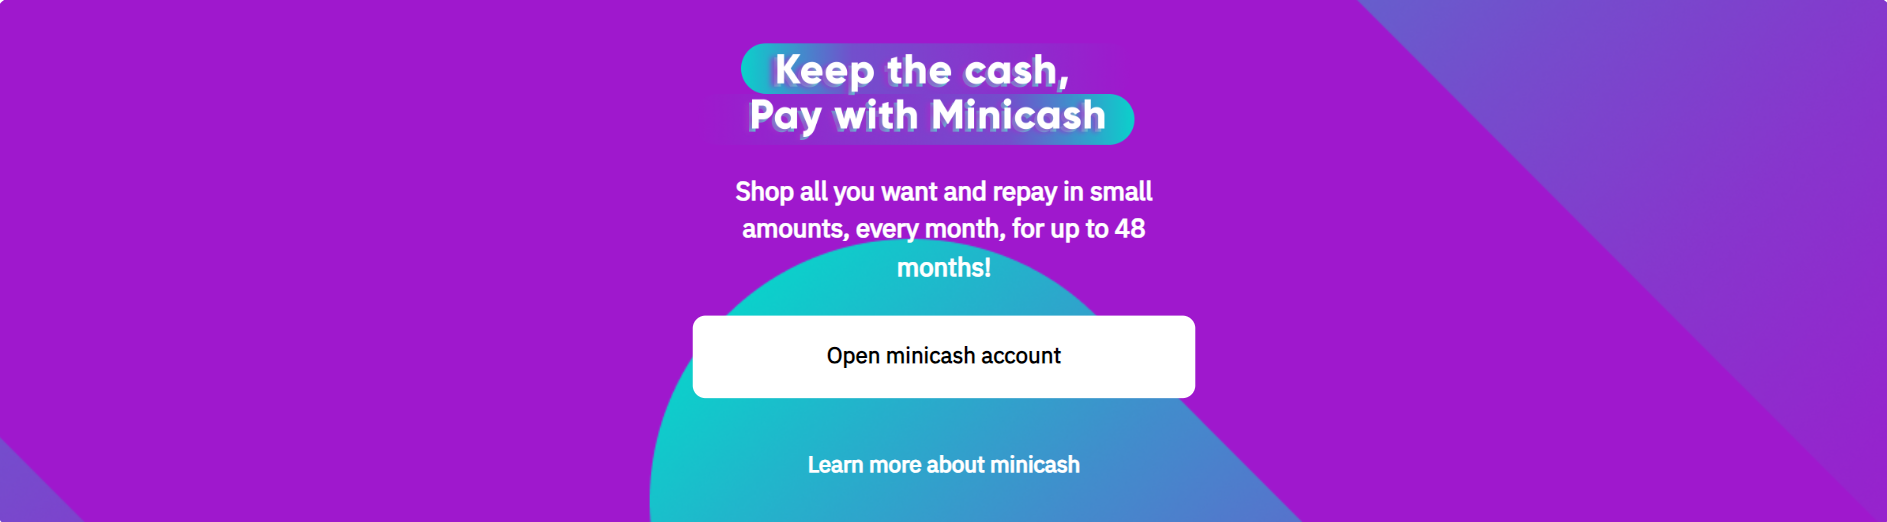 Keep the cash,
Pay with Minicash
Shop all you want and repay in small
amounts, every month, for up to 48
months!
Open minicash account
Learn more about minicash